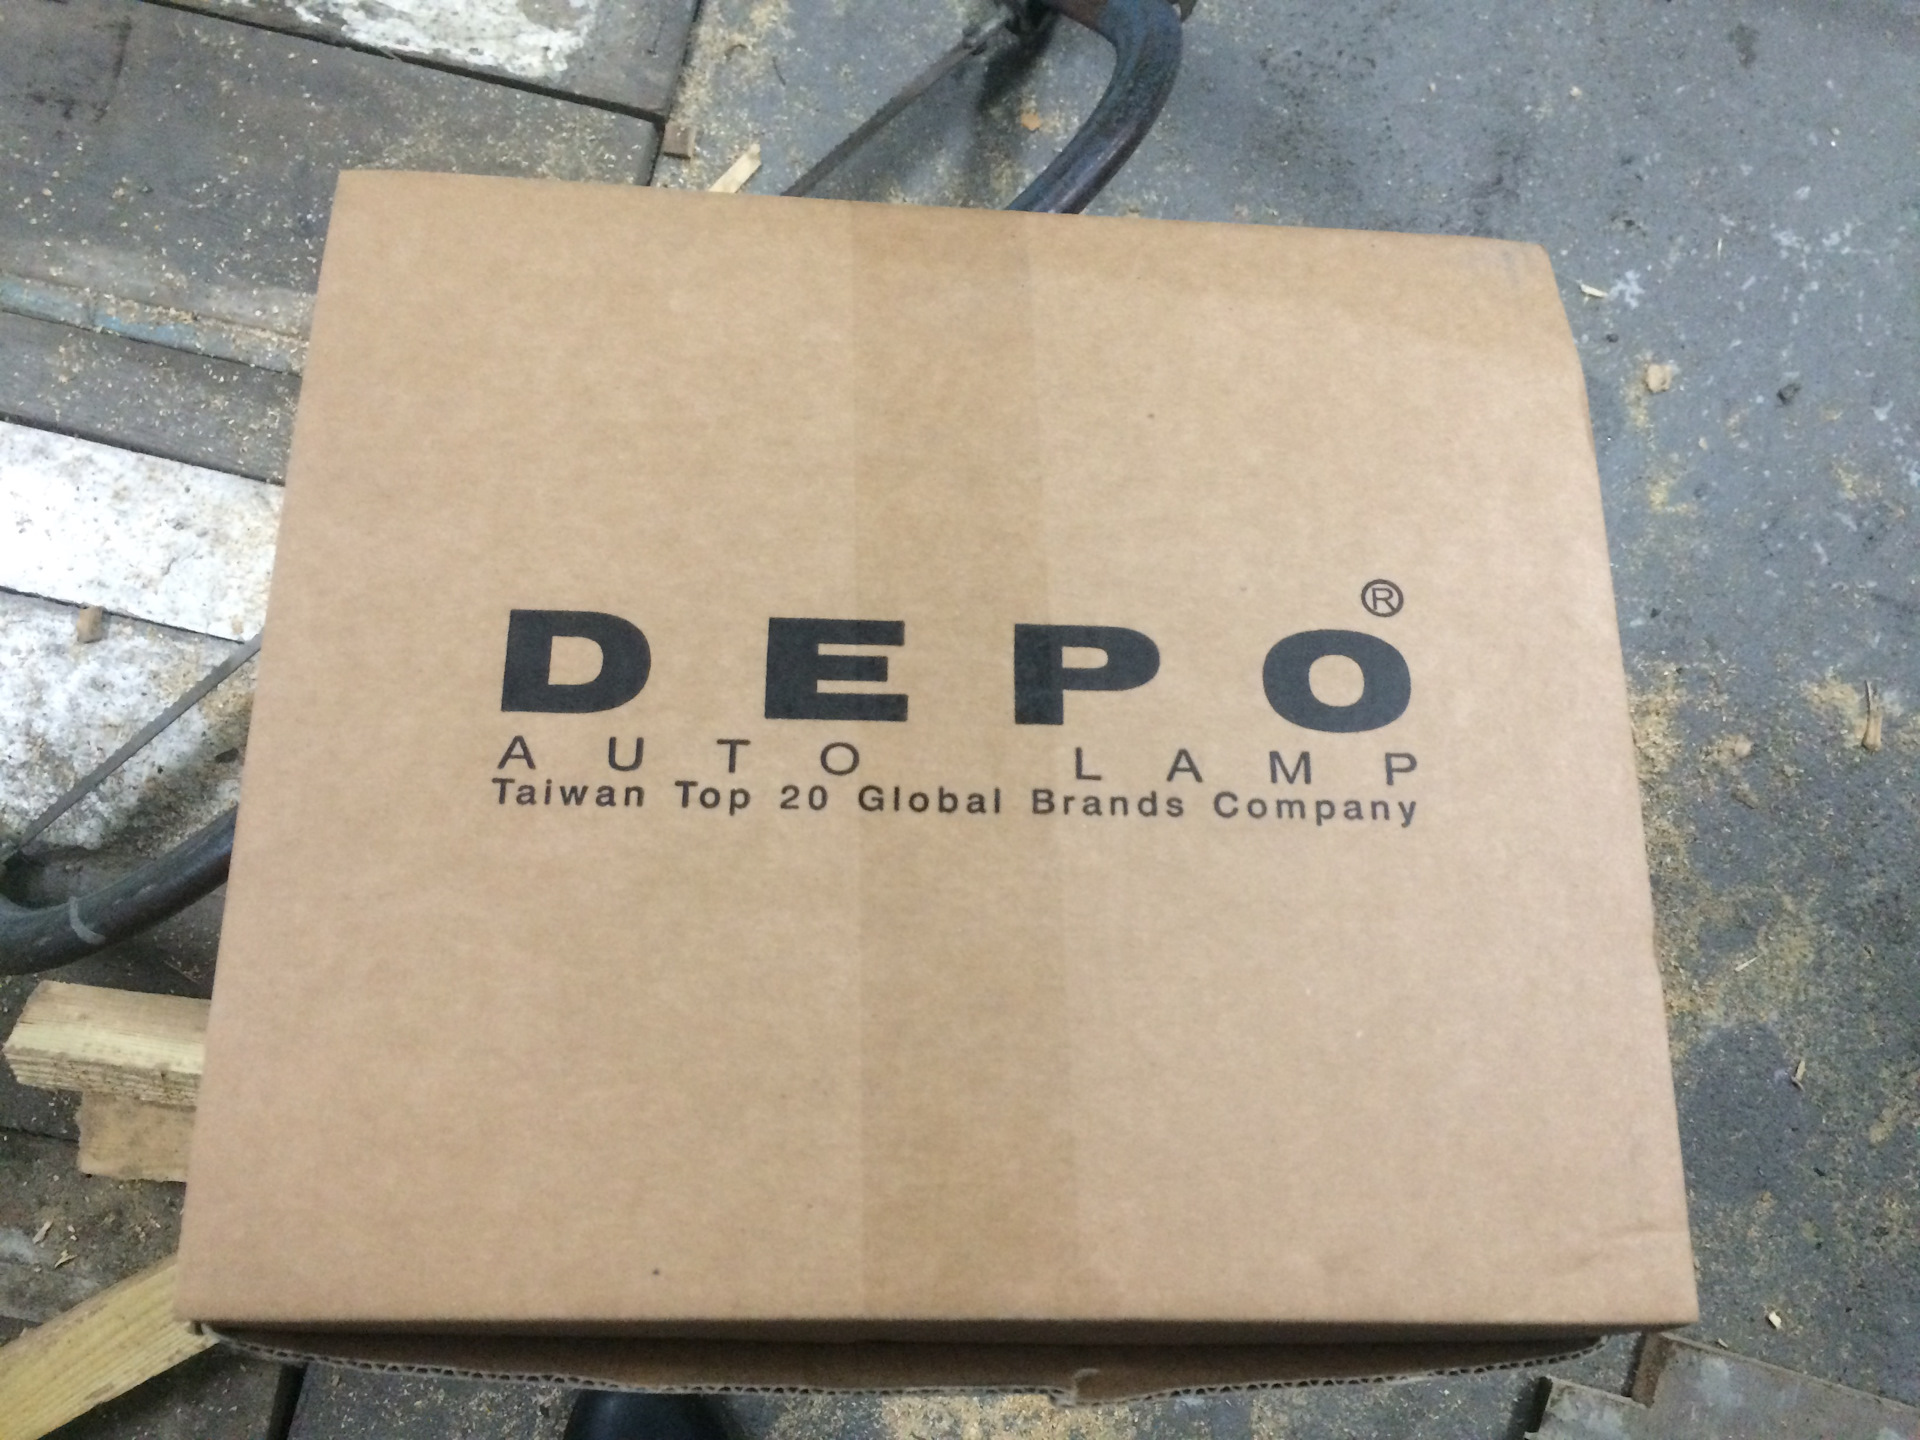 DEPO®
AUTO LAMP
Taiwan Top 20 Global Brands Company